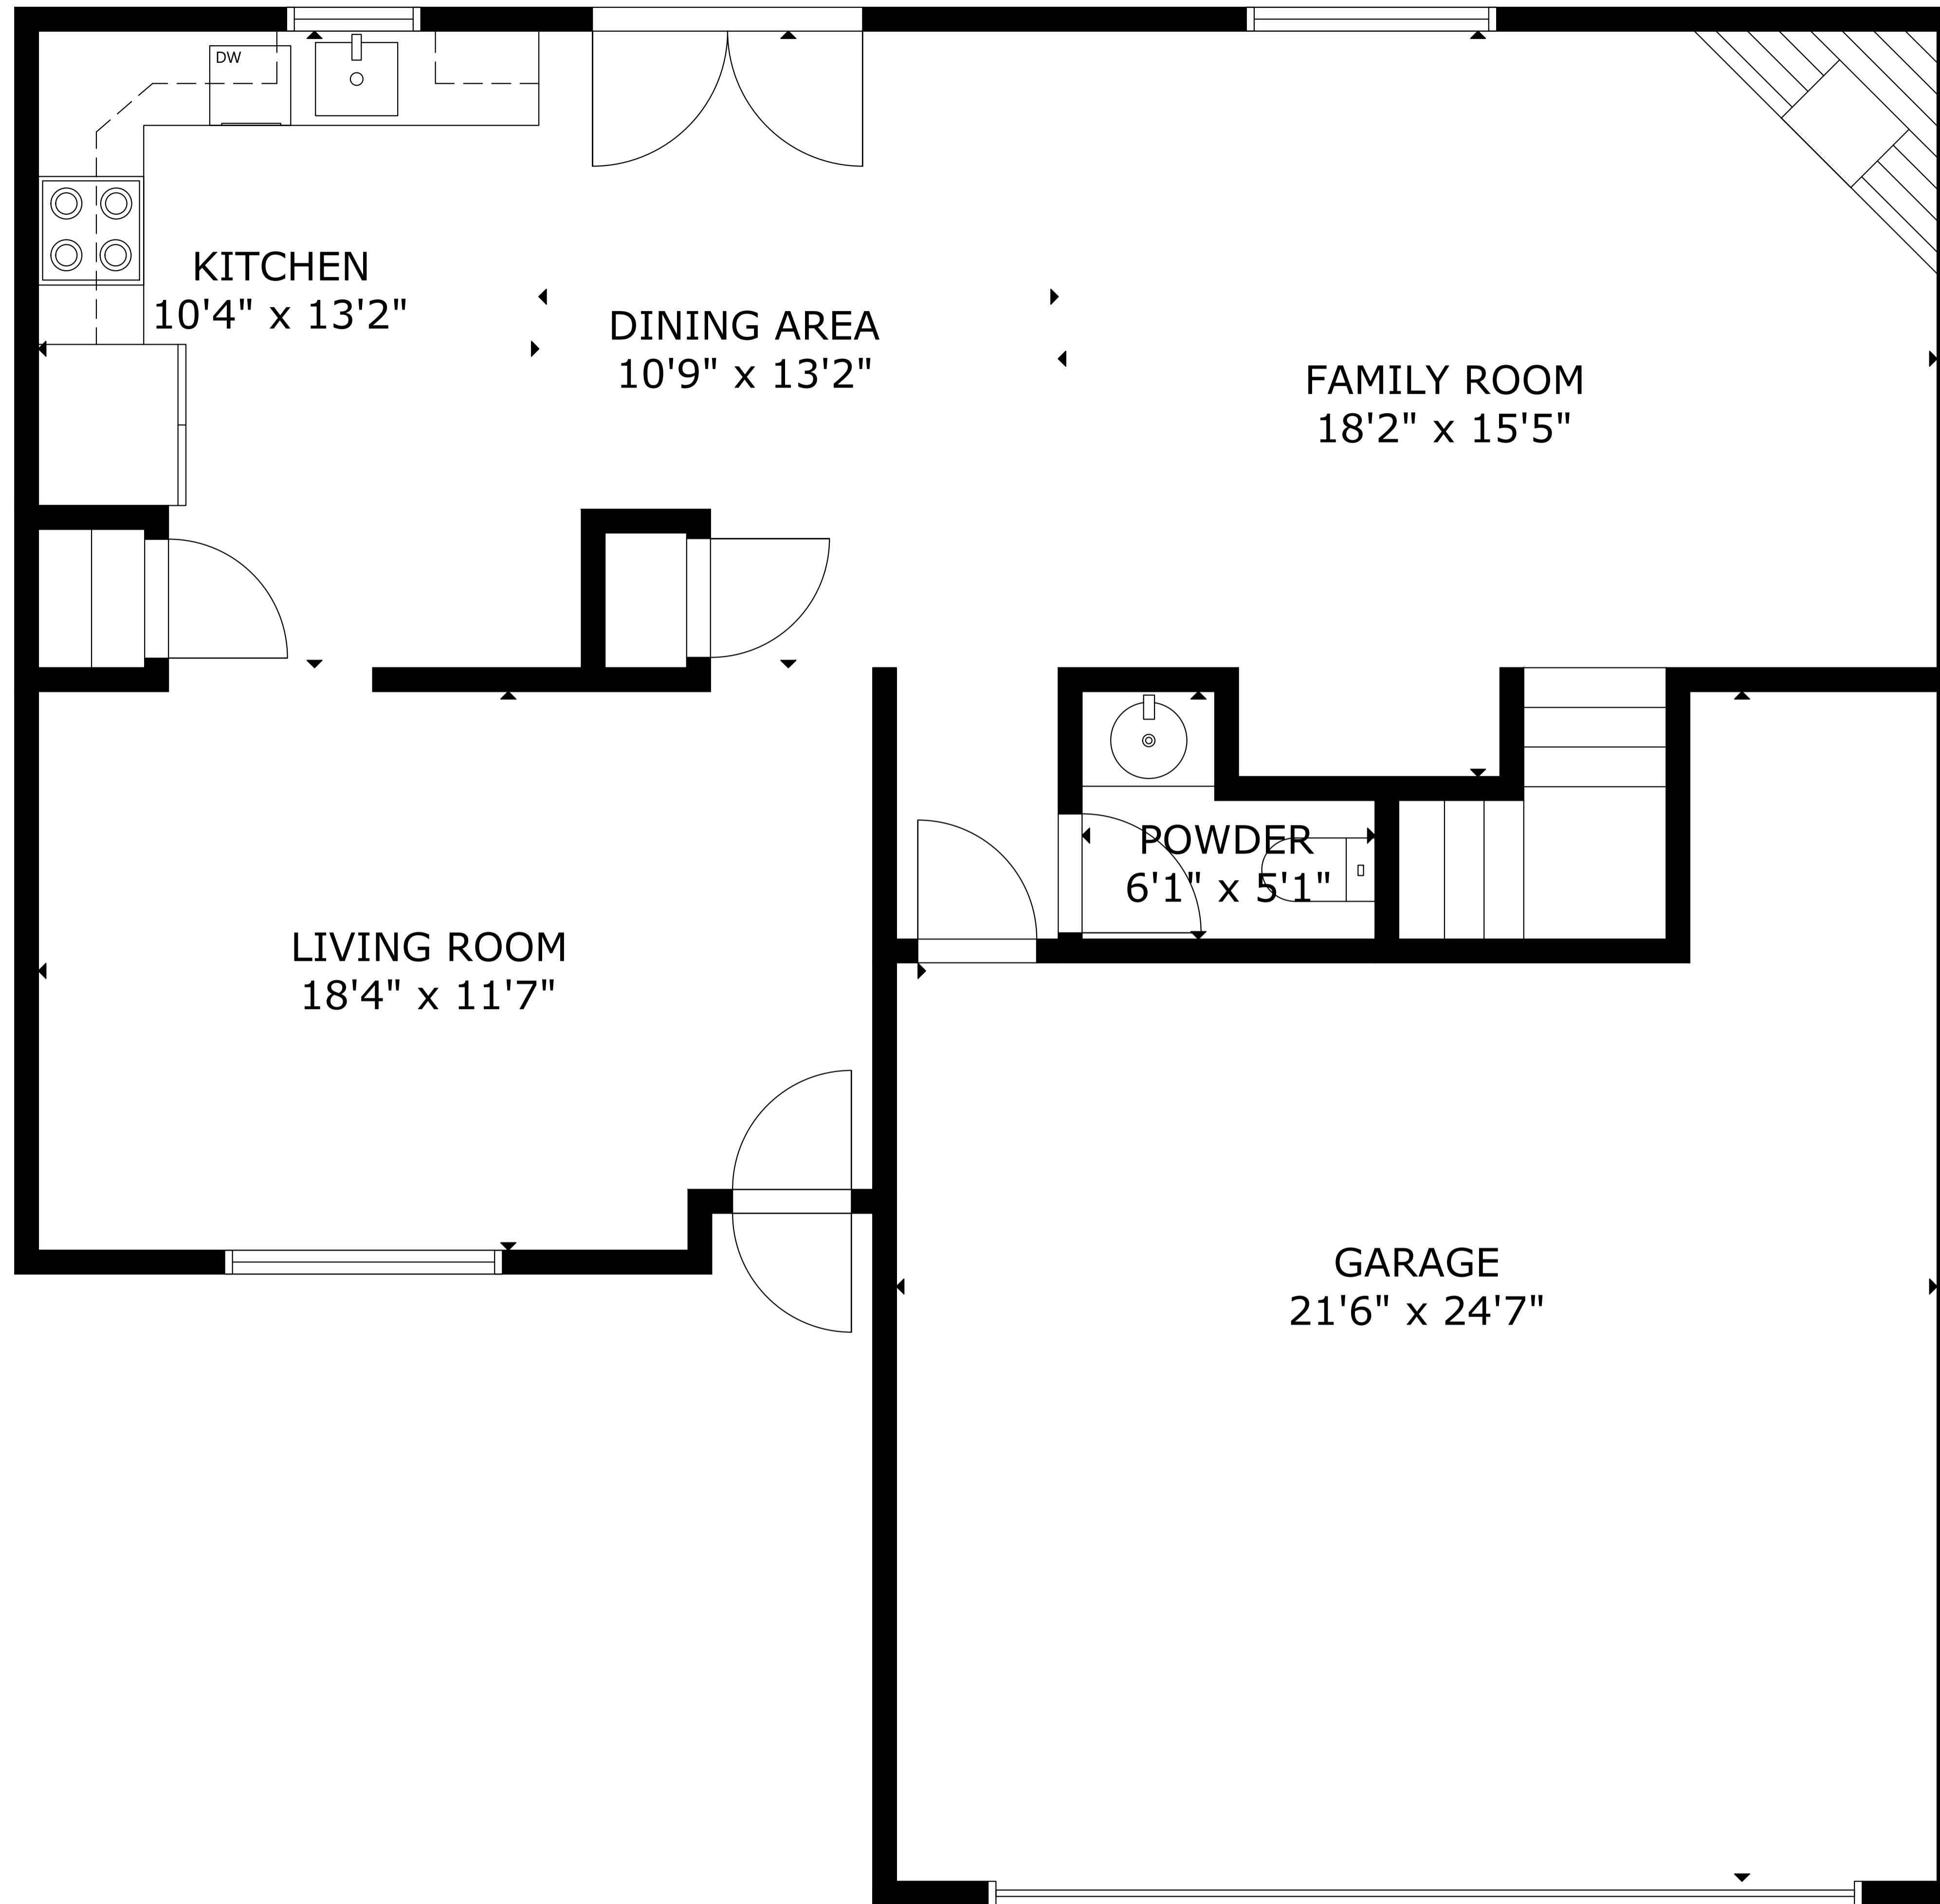 DW
KITCHEN
10'4" x 13'2"
DINING AREA
10'9" x 13'2"
FAMILY ROOM
18'2" x 15'5"
POWDER
6'1" x 5'1"
LIVING ROOM
18'4" x 11'7"
GARAGE
21'6" x 24'7"